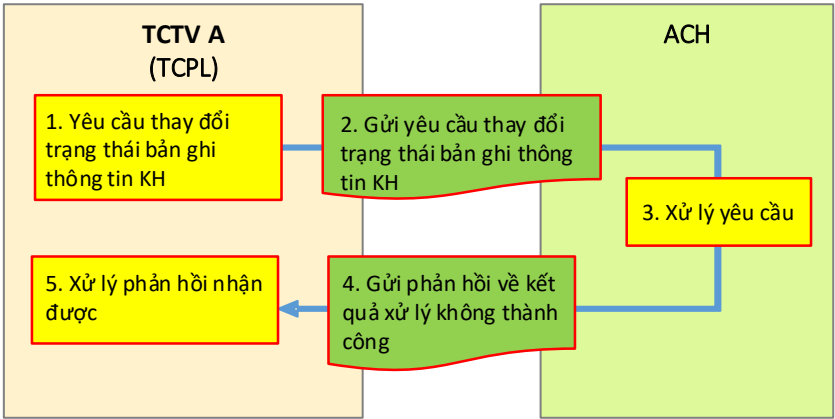 TCTV A
(TCPL)
ACH
1. Yêu cầu thay đổi
trạng thái bản ghi
thông tin KH
2. Gửi yêu cầu thay đổi
trạng thái bản ghi thông
tin KH
3. Xử lý yêu cầu
4. Gửi phản hồi về kết
quả xử lý không thành
công
5. Xử lý phản hồi nhận
được